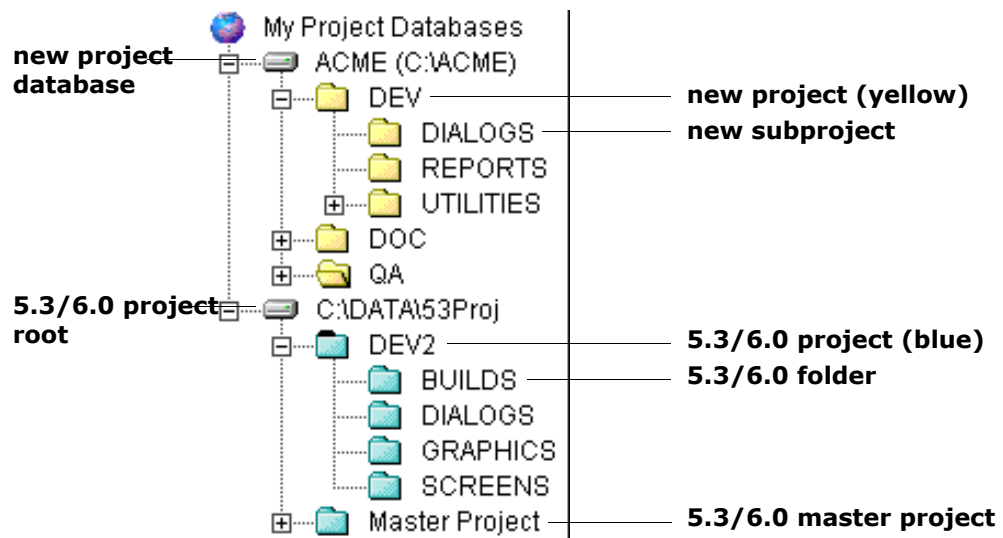 My Project Databases
new project
database
ACME (C:\ACME)
DEV
new project (yellow)
DIALOGS
new subproject
REPORTS
UTILITIES
DOC
QA
5.3/6.0 project
root
C:\DATA\53Proj
DEV2
5.3/6.0 project (blue)
BUILDS
5.3/6.0 folder
DIALOGS
GRAPHICS
SCREENS
Master Project
5.3/6.0 master project